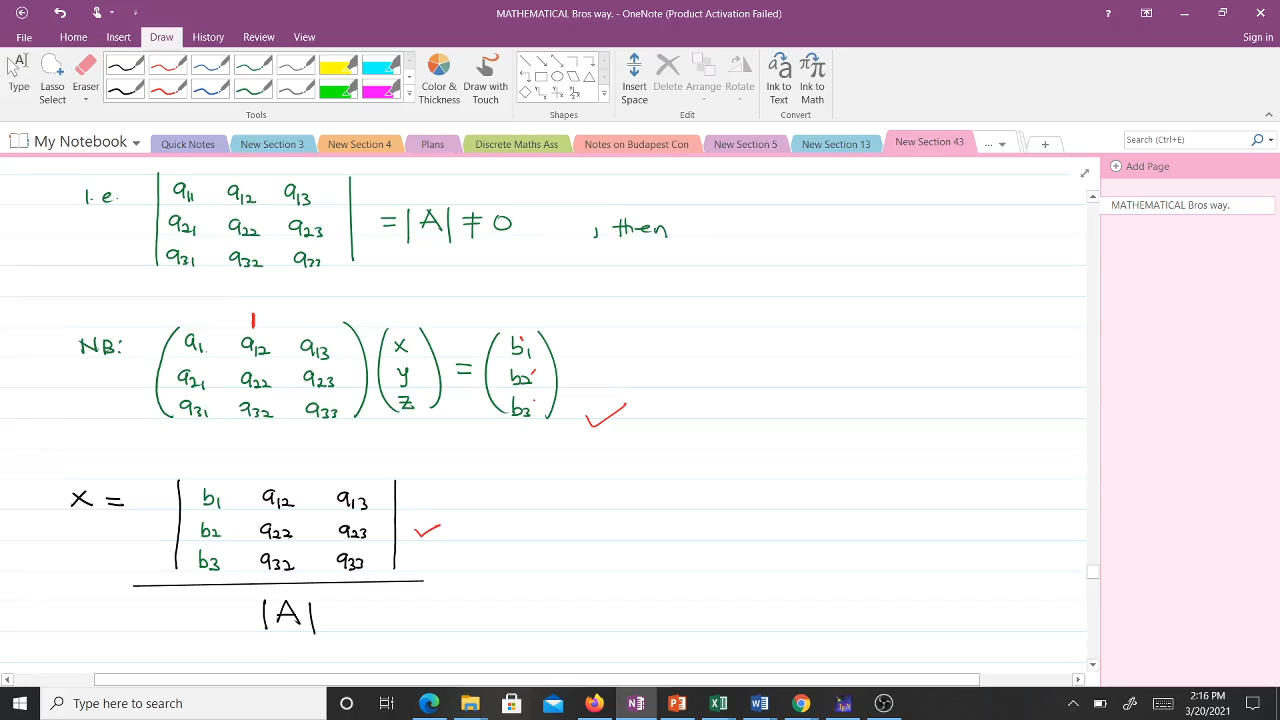 MATHEMATICAL Bros way. - OneNote (Product Activation Failed)
File Home Insert Draw History Review View Sign in
Type Lasso Select Eraser Color & Thickness Draw with Touch Insert Space Delete Arrange Rotate Ink to Text Ink to Math
Tools Shapes Edit Convert
My Notebook Quick Notes New Section 3 New Section 4 Plans Discrete Maths Ass Notes on Budapest Con New Section 5 New Section 13 New Section 43 ... Search (Ctrl+E)
Add Page
MATHEMATICAL Bros way.
a11 a12 a13
I.e. a21 a22 a23 = |A| ≠ 0 , then
a31 a32 a33
a1 a12 a13 x b1
NB: a21 a22 a23 y = b2
a31 a32 a33 z b3
x = b1 a12 a13
b2 a22 a23
b3 a32 a33
|A|
Type here to search
2:16 PM
3/20/2021